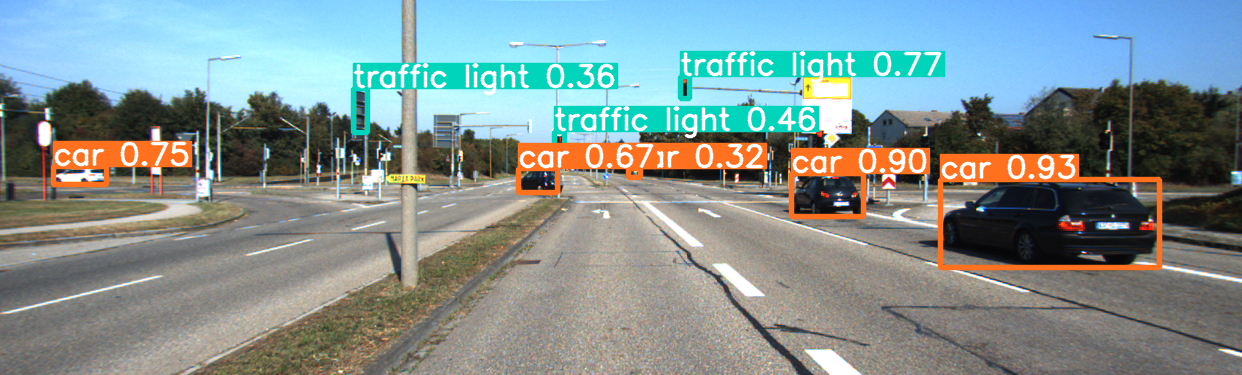 traffic light 0.36
traffic light 0.77
traffic light 0.46
car 0.75
car 0.67
r 0.32
car 0.90
car 0.93